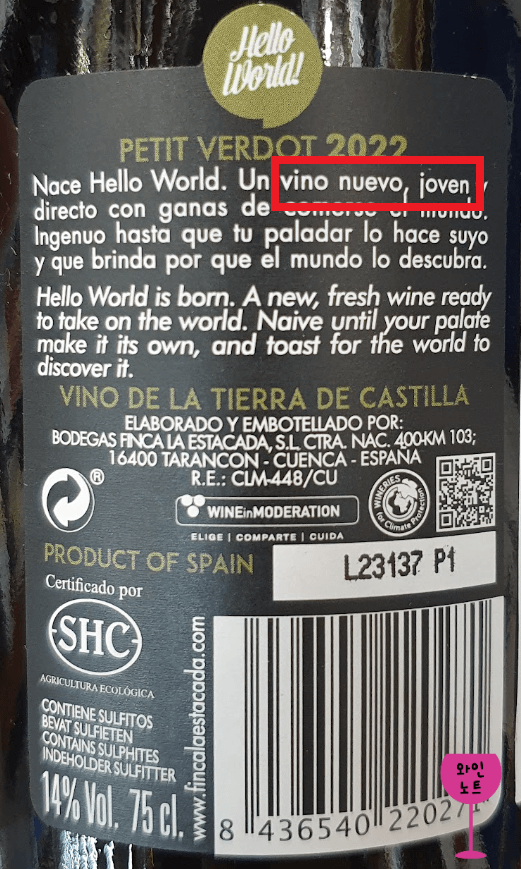 Hello
World!
PETIT VERDOT 2022
Nace Hello World. Un vino nuevo, joven y
directo con ganas de comerse el mundo.
Ingenuo hasta que tu paladar lo hace suyo
y que brinda por que el mundo lo descubra.
Hello World is born. A new, fresh wine ready
to take on the world. Naive until your palate
make it its own, and toast for the world to
discover it.
VINO DE LA TIERRA DE CASTILLA
ELABORADO Y EMBOTELLADO POR:
BODEGAS FINCA LA ESTACADA, S.L. CTRA. NAC. 400-KM 103;
16400 TARANCON - CUENCA - ESPAÑA
R.E.: CLM-448/CU
®
WINEinMODERATION
ELIGE | COMPARTE | CUIDA
WINERIES
for Climate Protection
PRODUCT OF SPAIN
L23137 P1
Certificado por
SHC
AGRICULTURA ECOLÓGICA
CONTIENE SULFITOS
BEVAT SULFIETEN
CONTAINS SULPHITES
INDEHOLDER SULFITTER
14% Vol. 75 cl.
www.fincalaestacada.com
8 436540 22027
와인
노트